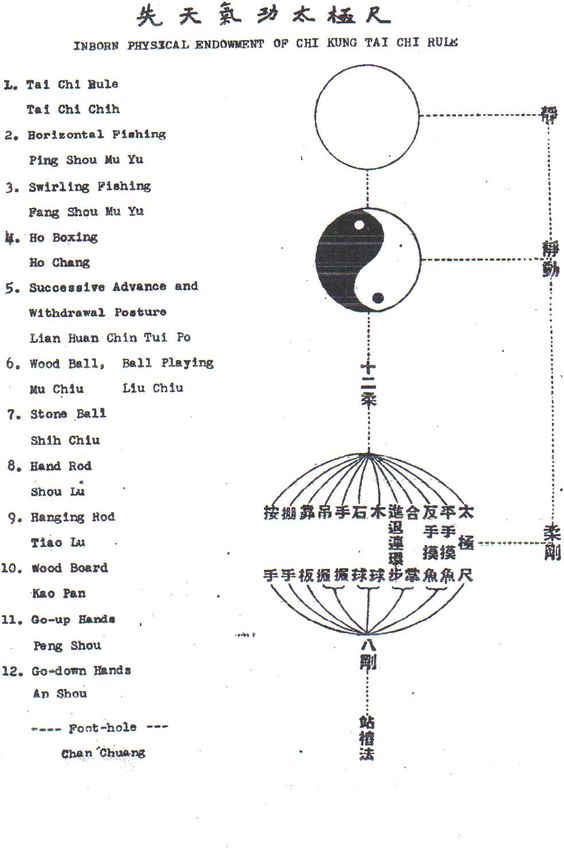 先天氣功太極尺
INBORN PHYSICAL ENDOWMENT OF CHI KUNG TAI CHI RULE
1. Tai Chi Rule
Tai Chi Chih
2. Horizontal Fishing
Ping Shou Mu Yu
3. Swirling Fishing
Fang Shou Mu Yu
4. Ho Boxing
Ho Chang
5. Successive Advance and
Withdrawal Posture
Lian Huan Chin Tui Po
6. Wood Ball, Ball Playing
Mu Chiu Liu Chiu
7. Stone Ball
Shih Chiu
8. Hand Rod
Shou Lu
9. Hanging Rod
Tiao Lu
10. Wood Board
Kao Pan
11. Go-up Hands
Peng Shou
12. Go-down Hands
An Shou
---- Foot-hole ---
Chan Chuang
靜
靜動
柔剛
十二柔
太極尺
平手摸魚
反手摸魚
合掌
進退連環步
木球
石球
手
吊
靠板
掤手
按手
八剛
站樁法